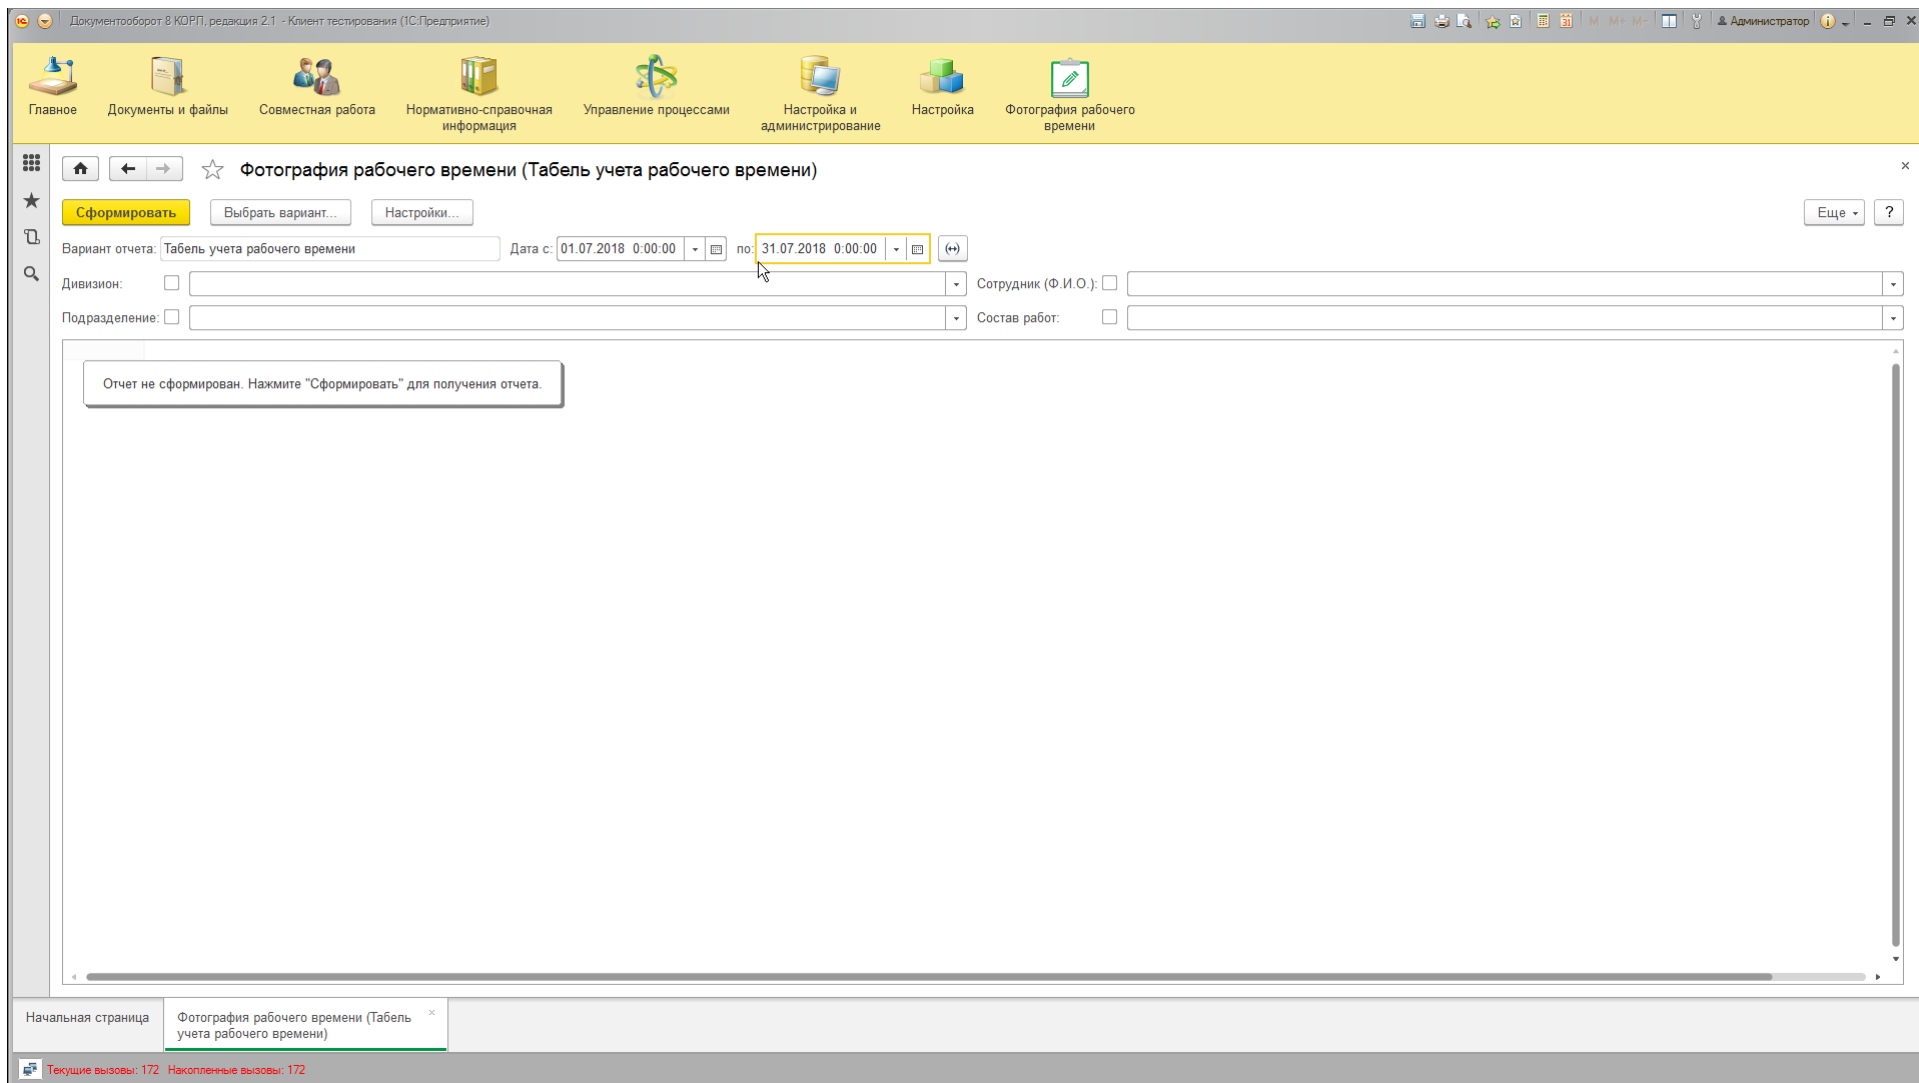 Документооборот 8 КОРП, редакция 2.1 - Клиент тестирования (1С:Предприятие)
M M+ M- Администратор
Главное Документы и файлы Совместная работа Нормативно-справочная информация Управление процессами Настройка и администрирование Настройка Фотография рабочего времени
Фотография рабочего времени (Табель учета рабочего времени)
Сформировать Выбрать вариант... Настройки... Еще ?
Вариант отчета: Табель учета рабочего времени Дата с: 01.07.2018 0:00:00 по: 31.07.2018 0:00:00
Дивизион: Сотрудник (Ф.И.О.):
Подразделение: Состав работ:
Отчет не сформирован. Нажмите "Сформировать" для получения отчета.
Начальная страница Фотография рабочего времени (Табель
учета рабочего времени)
Текущие вызовы: 172 Накопленные вызовы: 172